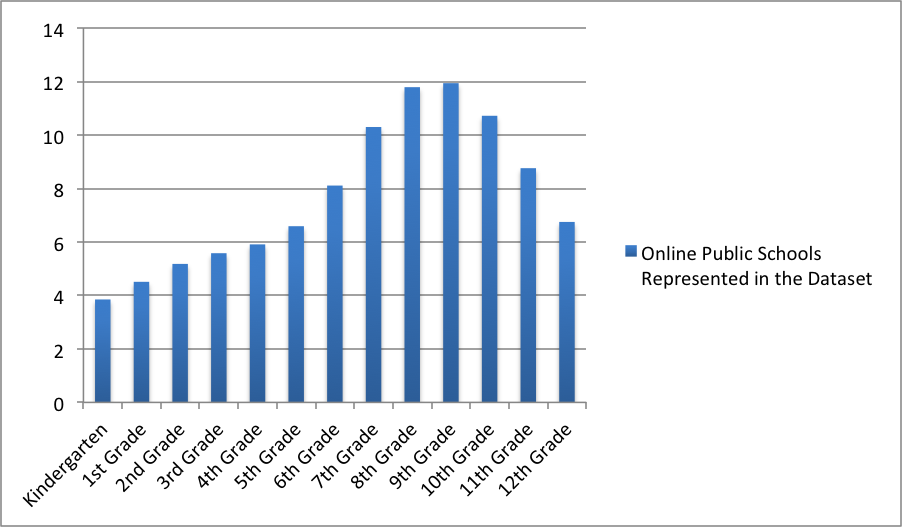 14
12
10
8
6
4
2
0
Kindergarten
1st Grade
2nd Grade
3rd Grade
4th Grade
5th Grade
6th Grade
7th Grade
8th Grade
9th Grade
10th Grade
11th Grade
12th Grade
Online Public Schools
Represented in the Dataset